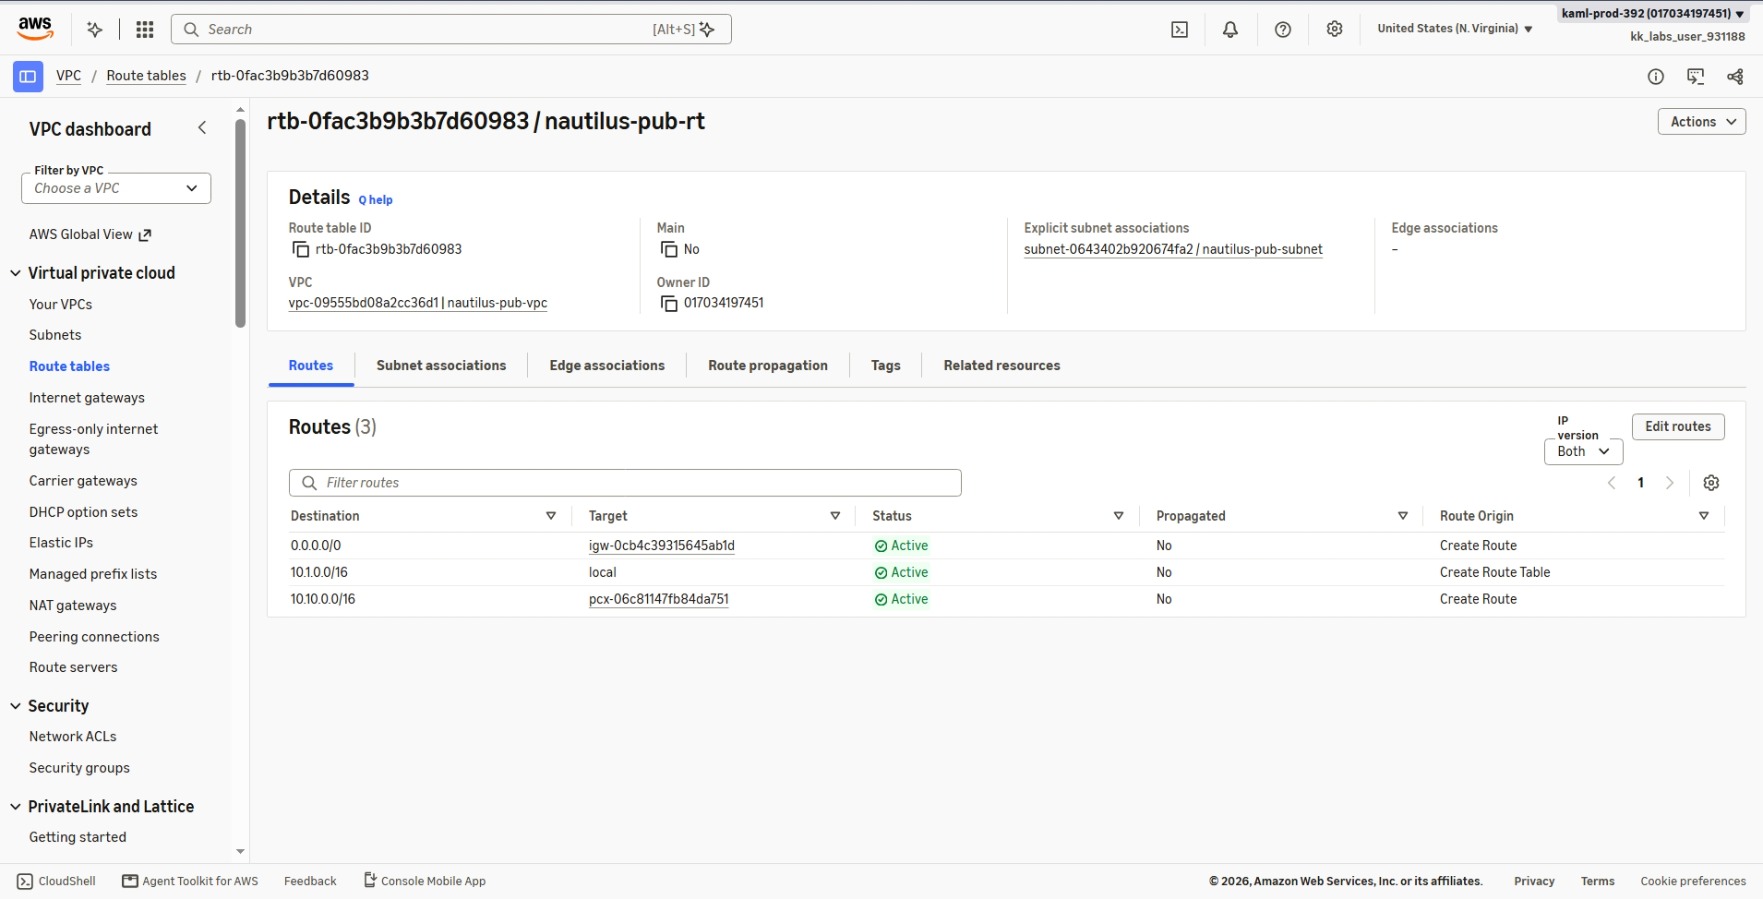 aws
Search
[Alt+S]
United States (N. Virginia) ▼
kaml-prod-392 (017034197451) ▼
kk_labs_user_931188
VPC / Route tables / rtb-0fac3b9b3b7d60983
VPC dashboard
Filter by VPC
Choose a VPC
AWS Global View
Virtual private cloud
Your VPCs
Subnets
Route tables
Internet gateways
Egress-only internet
gateways
Carrier gateways
DHCP option sets
Elastic IPs
Managed prefix lists
NAT gateways
Peering connections
Route servers
Security
Network ACLs
Security groups
PrivateLink and Lattice
Getting started
rtb-0fac3b9b3b7d60983 / nautilus-pub-rt
Actions
Details Q help
Route table ID
rtb-0fac3b9b3b7d60983
Main
No
Explicit subnet associations
subnet-0643402b920674fa2 / nautilus-pub-subnet
Edge associations
–
VPC
vpc-09555bd08a2cc36d1 | nautilus-pub-vpc
Owner ID
017034197451
Routes Subnet associations Edge associations Route propagation Tags Related resources
Routes (3)
IP
version
Both
Edit routes
Filter routes
1
Destination Target Status Propagated Route Origin
0.0.0.0/0 igw-0cb4c39315645ab1d Active No Create Route
10.1.0.0/16 local Active No Create Route Table
10.10.0.0/16 pcx-06c81147fb84da751 Active No Create Route
CloudShell Agent Toolkit for AWS Feedback Console Mobile App
© 2026, Amazon Web Services, Inc. or its affiliates. Privacy Terms Cookie preferences